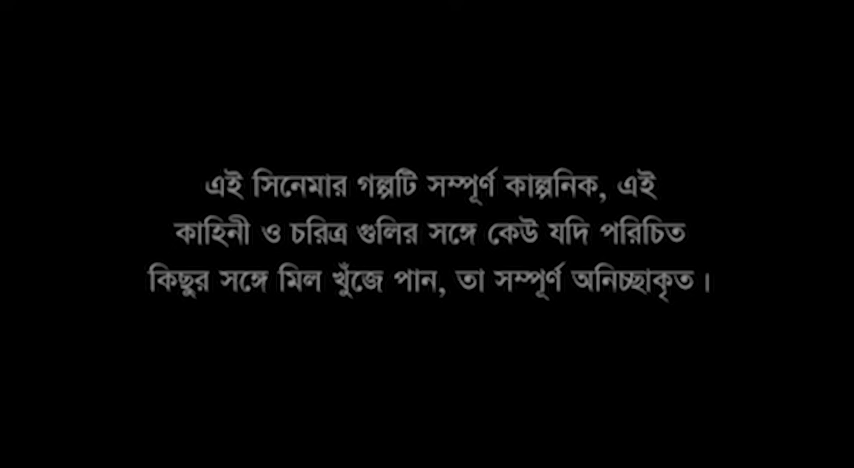 এই সিনেমার গল্পটি সম্পূর্ণ কাল্পনিক, এই
কাহিনী ও চরিত্র গুলির সঙ্গে কেউ যদি পরিচিত
কিছুর সঙ্গে মিল খুঁজে পান, তা সম্পূর্ণ অনিচ্ছাকৃত।